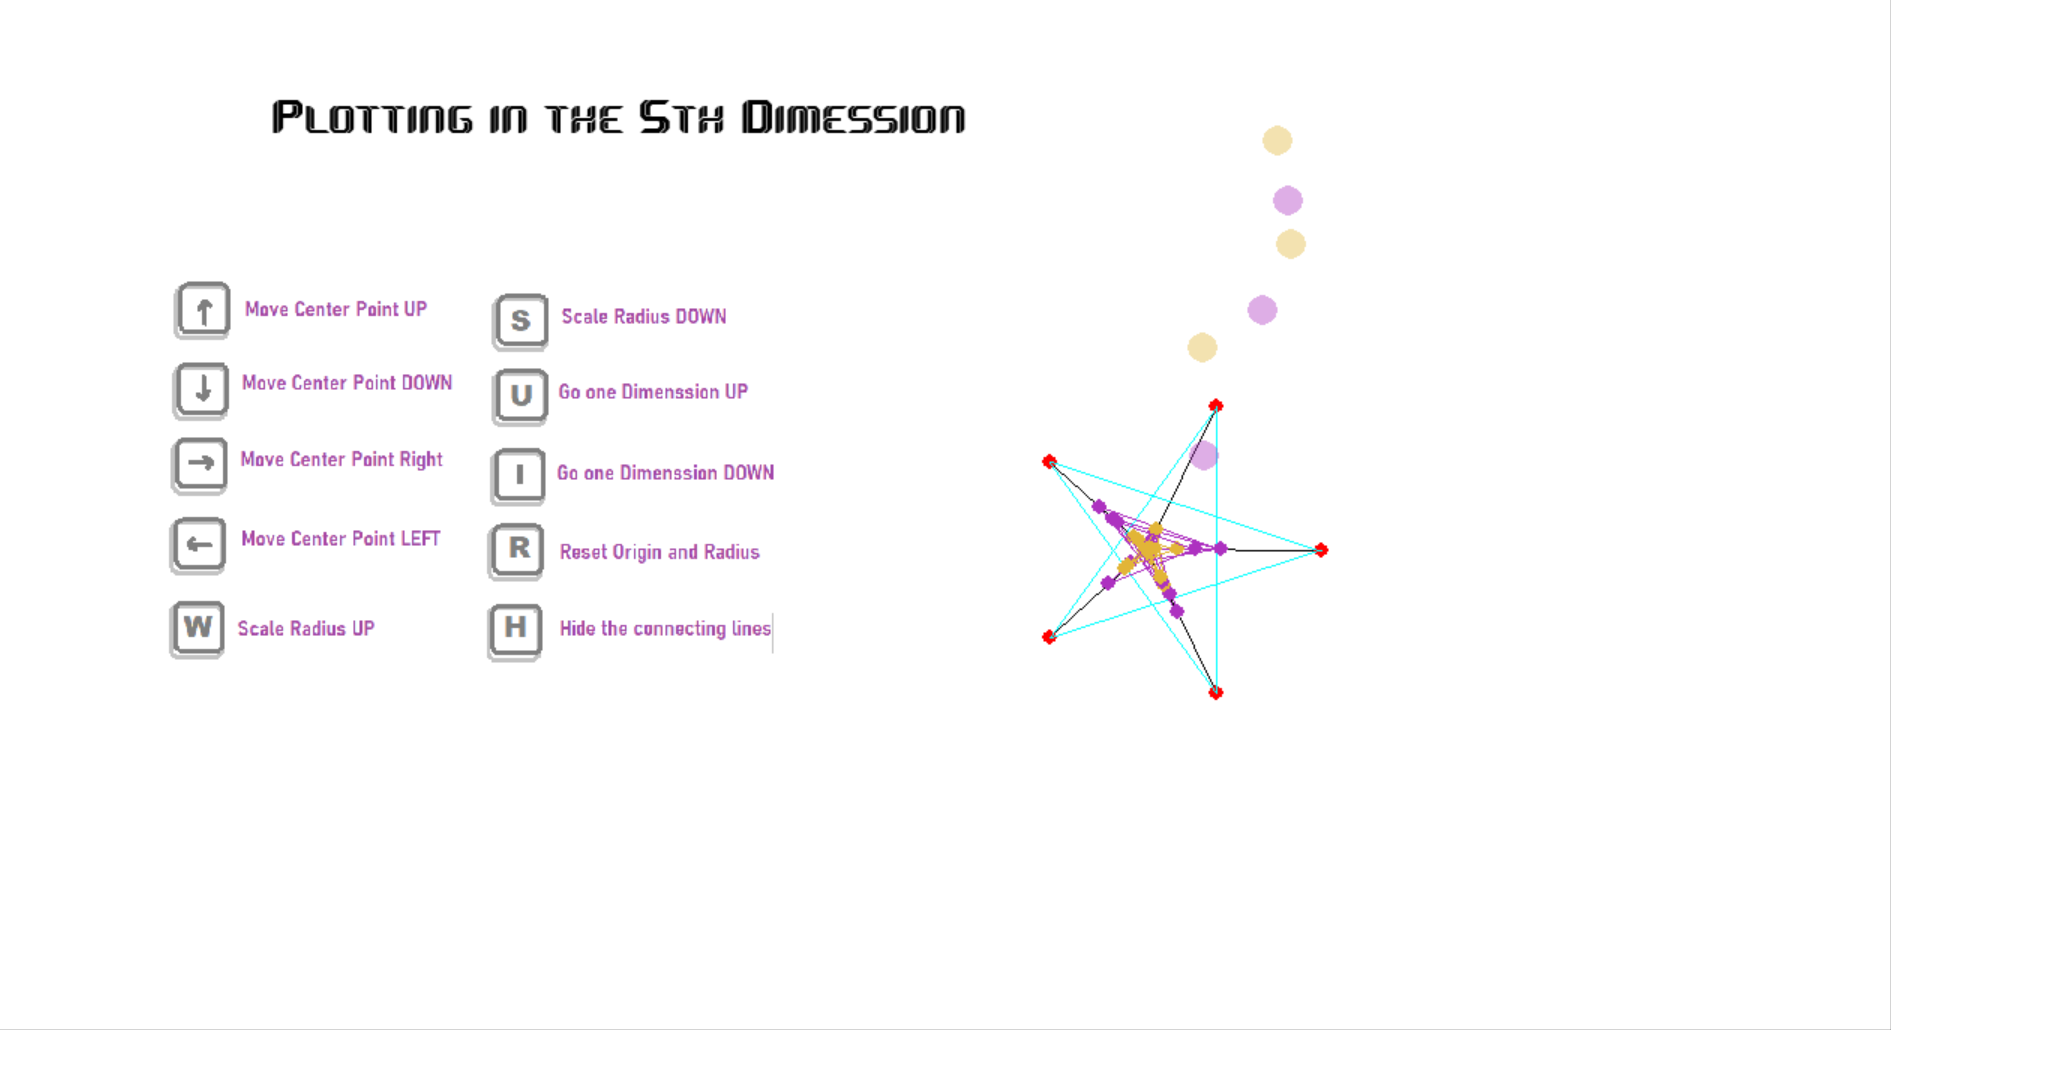 Plotting in the 5th Dimession
↑ Move Center Point UP
↓ Move Center Point DOWN
→ Move Center Point Right
← Move Center Point LEFT
W Scale Radius UP
S Scale Radius DOWN
U Go one Dimenssion UP
I Go one Dimenssion DOWN
R Reset Origin and Radius
H Hide the connecting lines